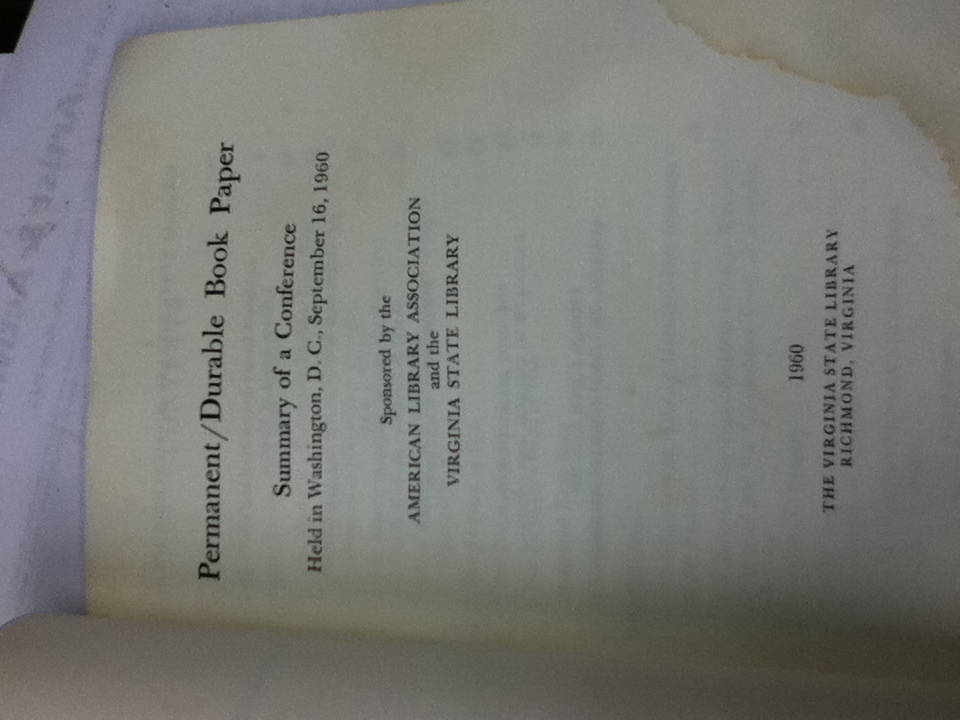 Permanent/Durable Book Paper
Summary of a Conference
Held in Washington, D. C., September 16, 1960
Sponsored by the
AMERICAN LIBRARY ASSOCIATION
and the
VIRGINIA STATE LIBRARY
1960
THE VIRGINIA STATE LIBRARY
RICHMOND, VIRGINIA